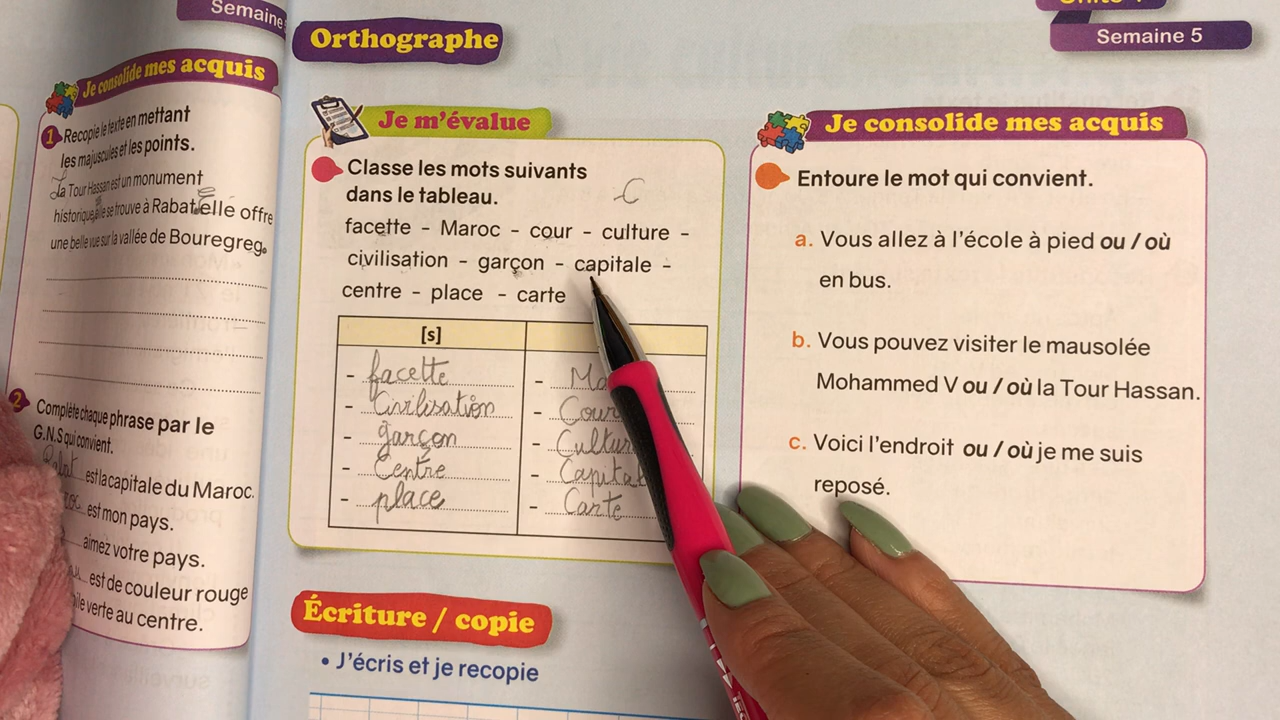 Semaine
Je consolide mes acquis
1 Recopie le texte en mettant
les majuscules et les points.
la Tour Hassan est un monument
historique, elle se trouve à Rabat elle offre
une belle vue sur la vallée de Bouregreg.
2 Complète chaque phrase par le
G.N.S qui convient.
Rabat est la capitale du Maroc.
est mon pays.
aimez votre pays.
est de couleur rouge
verte au centre.
Orthographe
Je m'évalue
Classe les mots suivants
dans le tableau.
C
facette - Maroc - cour - culture -
civilisation - garçon - capitale -
centre - place - carte
[s]
- facette
- Civilisation
- garçon
- Centre
- place
- Ma
- Cour
- Cultur
- Capital
- Carte
Écriture / copie
• J'écris et je recopie
Semaine 5
Je consolide mes acquis
Entoure le mot qui convient.
a. Vous allez à l'école à pied ou / où
en bus.
b. Vous pouvez visiter le mausolée
Mohammed V ou / où la Tour Hassan.
c. Voici l'endroit ou / où je me suis
reposé.